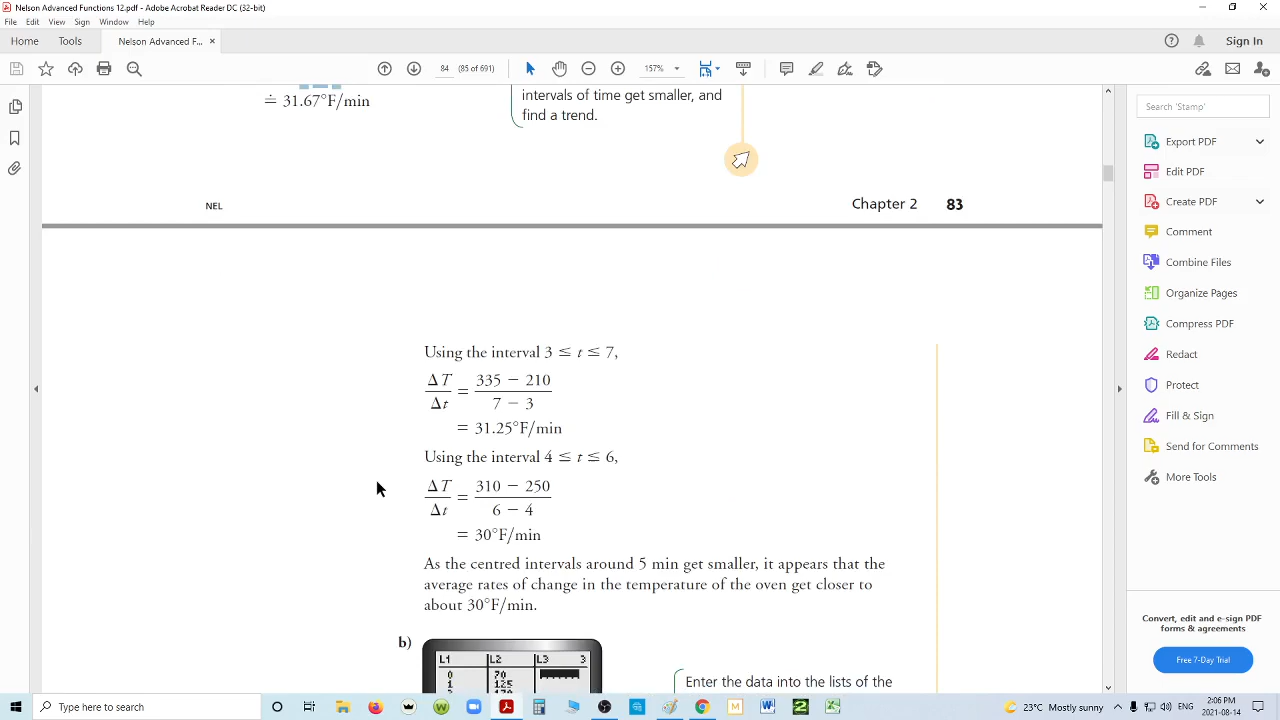 Nelson Advanced Functions 12.pdf - Adobe Acrobat Reader DC (32-bit)
File Edit View Sign Window Help
Home Tools Nelson Advanced F... × Sign In
84 (85 of 691) 157%
≐ 31.67°F/min
intervals of time get smaller, and
find a trend.
NEL
Chapter 2 83
Using the interval 3 ≤ t ≤ 7,
ΔT/Δt = (335 − 210)/(7 − 3)
= 31.25°F/min
Using the interval 4 ≤ t ≤ 6,
ΔT/Δt = (310 − 250)/(6 − 4)
= 30°F/min
As the centred intervals around 5 min get smaller, it appears that the
average rates of change in the temperature of the oven get closer to
about 30°F/min.
b)
L1 L2 L3 3
0 70
1 125
Enter the data into the lists of the
Search 'Stamp'
Export PDF
Edit PDF
Create PDF
Comment
Combine Files
Organize Pages
Compress PDF
Redact
Protect
Fill & Sign
Send for Comments
More Tools
Convert, edit and e-sign PDF
forms & agreements
Free 7-Day Trial
Type here to search
23°C Mostly sunny
2:06 PM
2021-08-14